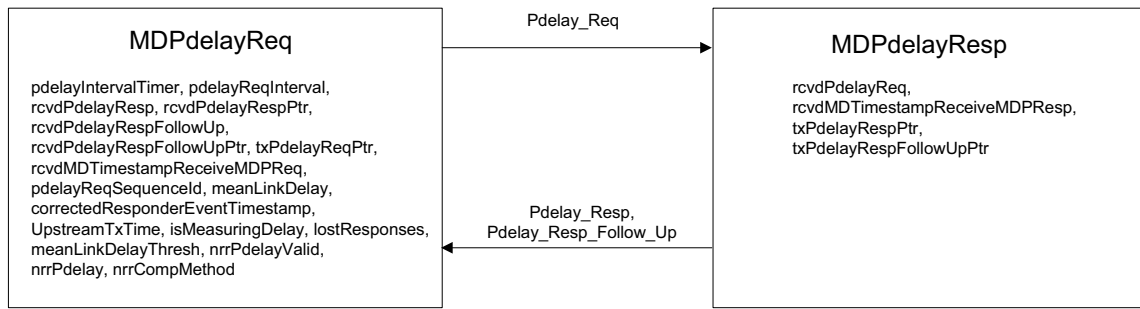 MDPdelayReq
pdelayIntervalTimer, pdelayReqInterval,
rcvdPdelayResp, rcvdPdelayRespPtr,
rcvdPdelayRespFollowUp,
rcvdPdelayRespFollowUpPtr, txPdelayReqPtr,
rcvdMDTimestampReceiveMDPReq,
pdelayReqSequenceId, meanLinkDelay,
correctedResponderEventTimestamp,
UpstreamTxTime, isMeasuringDelay, lostResponses,
meanLinkDelayThresh, nrrPdelayValid,
nrrPdelay, nrrCompMethod
Pdelay_Req
Pdelay_Resp,
Pdelay_Resp_Follow_Up
MDPdelayResp
rcvdPdelayReq,
rcvdMDTimestampReceiveMDPResp,
txPdelayRespPtr,
txPdelayRespFollowUpPtr